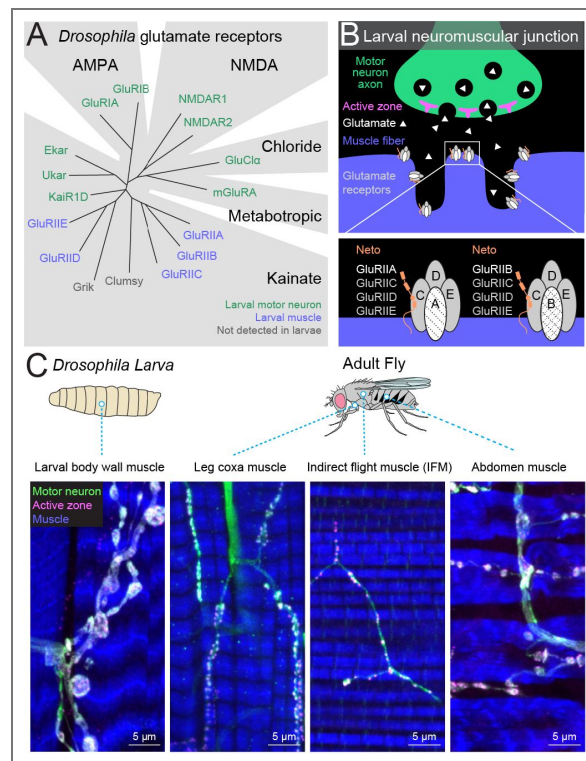 A
Drosophila glutamate receptors
AMPA
NMDA
GluRIB
GluRIA
NMDAR1
NMDAR2
Ekar
Ukar
KaiR1D
GluRIIE
GluRIID
Grik
Clumsy
GluRIIC
GluRIIB
GluRIIA
GluClα
mGluRA
Chloride
Metabotropic
Kainate
Larval motor neuron
Larval muscle
Not detected in larvae
B
Larval neuromuscular junction
Motor
neuron
axon
Active zone
Glutamate
Muscle fiber
Glutamate
receptors
Neto
GluRIIA
GluRIIC
GluRIID
GluRIIE
D
C
E
A
Neto
GluRIIB
GluRIIC
GluRIID
GluRIIE
D
C
E
B
C
Drosophila Larva
Adult Fly
Larval body wall muscle
Leg coxa muscle
Indirect flight muscle (IFM)
Abdomen muscle
Motor neuron
Active zone
Muscle
5 µm
5 µm
5 µm
5 µm